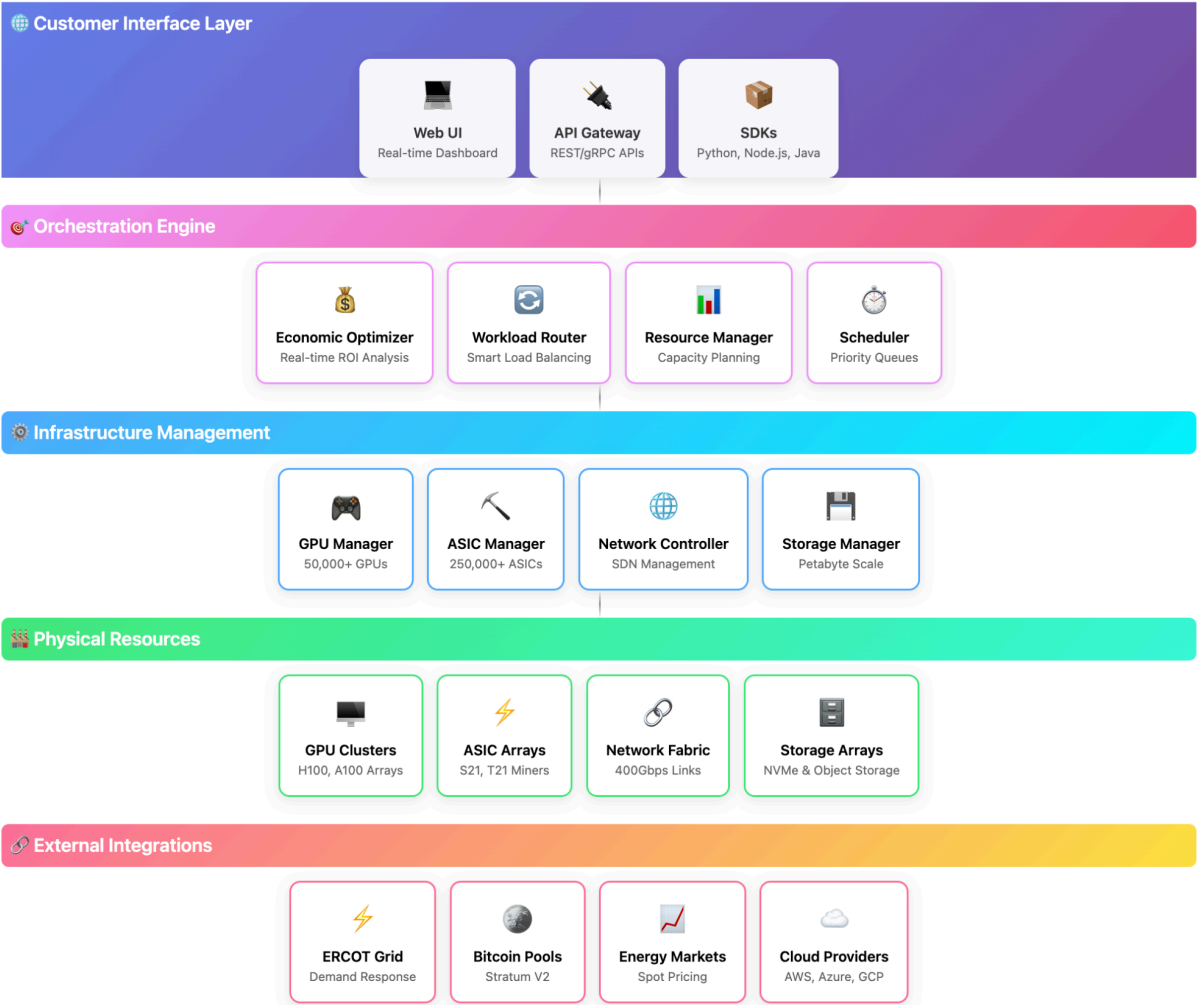 Customer Interface Layer
Web UI
Real-time Dashboard
API Gateway
REST/gRPC APIs
SDKs
Python, Node.js, Java
Orchestration Engine
Economic Optimizer
Real-time ROI Analysis
Workload Router
Smart Load Balancing
Resource Manager
Capacity Planning
Scheduler
Priority Queues
Infrastructure Management
GPU Manager
50,000+ GPUs
ASIC Manager
250,000+ ASICs
Network Controller
SDN Management
Storage Manager
Petabyte Scale
Physical Resources
GPU Clusters
H100, A100 Arrays
ASIC Arrays
S21, T21 Miners
Network Fabric
400Gbps Links
Storage Arrays
NVMe & Object Storage
External Integrations
ERCOT Grid
Demand Response
Bitcoin Pools
Stratum V2
Energy Markets
Spot Pricing
Cloud Providers
AWS, Azure, GCP